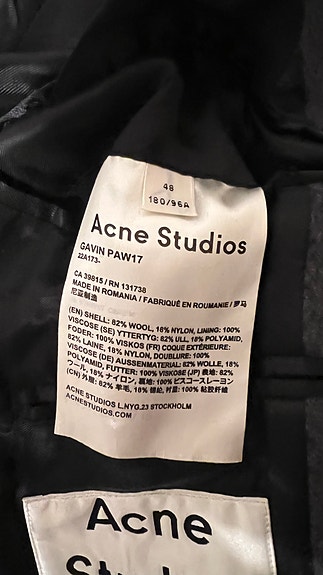 48
180/96A
Acne Studios
GAVIN PAW17
22A173-
CA 39815 / RN 131738
MADE IN ROMANIA / FABRIQUÉ EN ROUMANIE / 罗马
尼亚制造
(EN) SHELL: 82% WOOL, 18% NYLON, LINING: 100%
VISCOSE (SE) YTTERTYG: 82% ULL, 18% POLYAMID,
FODER: 100% VISKOS (FR) COQUE EXTÉRIEURE:
82% LAINE, 18% NYLON, DOUBLURE: 100%
VISCOSE (DE) AUSSENMATERIAL: 82% WOLLE, 18%
POLYAMID, FUTTER: 100% VISKOSE (JP) 表地: 82%
ウール, 18% ナイロン, 裏地: 100% ビスコースレーヨン
(CN) 外層: 82% 羊毛, 18% 锦纶, 衬里: 100% 黏胶纤维
ACNE STUDIOS L.NYG.23 STOCKHOLM
ACNESTUDIOS.COM
Acne